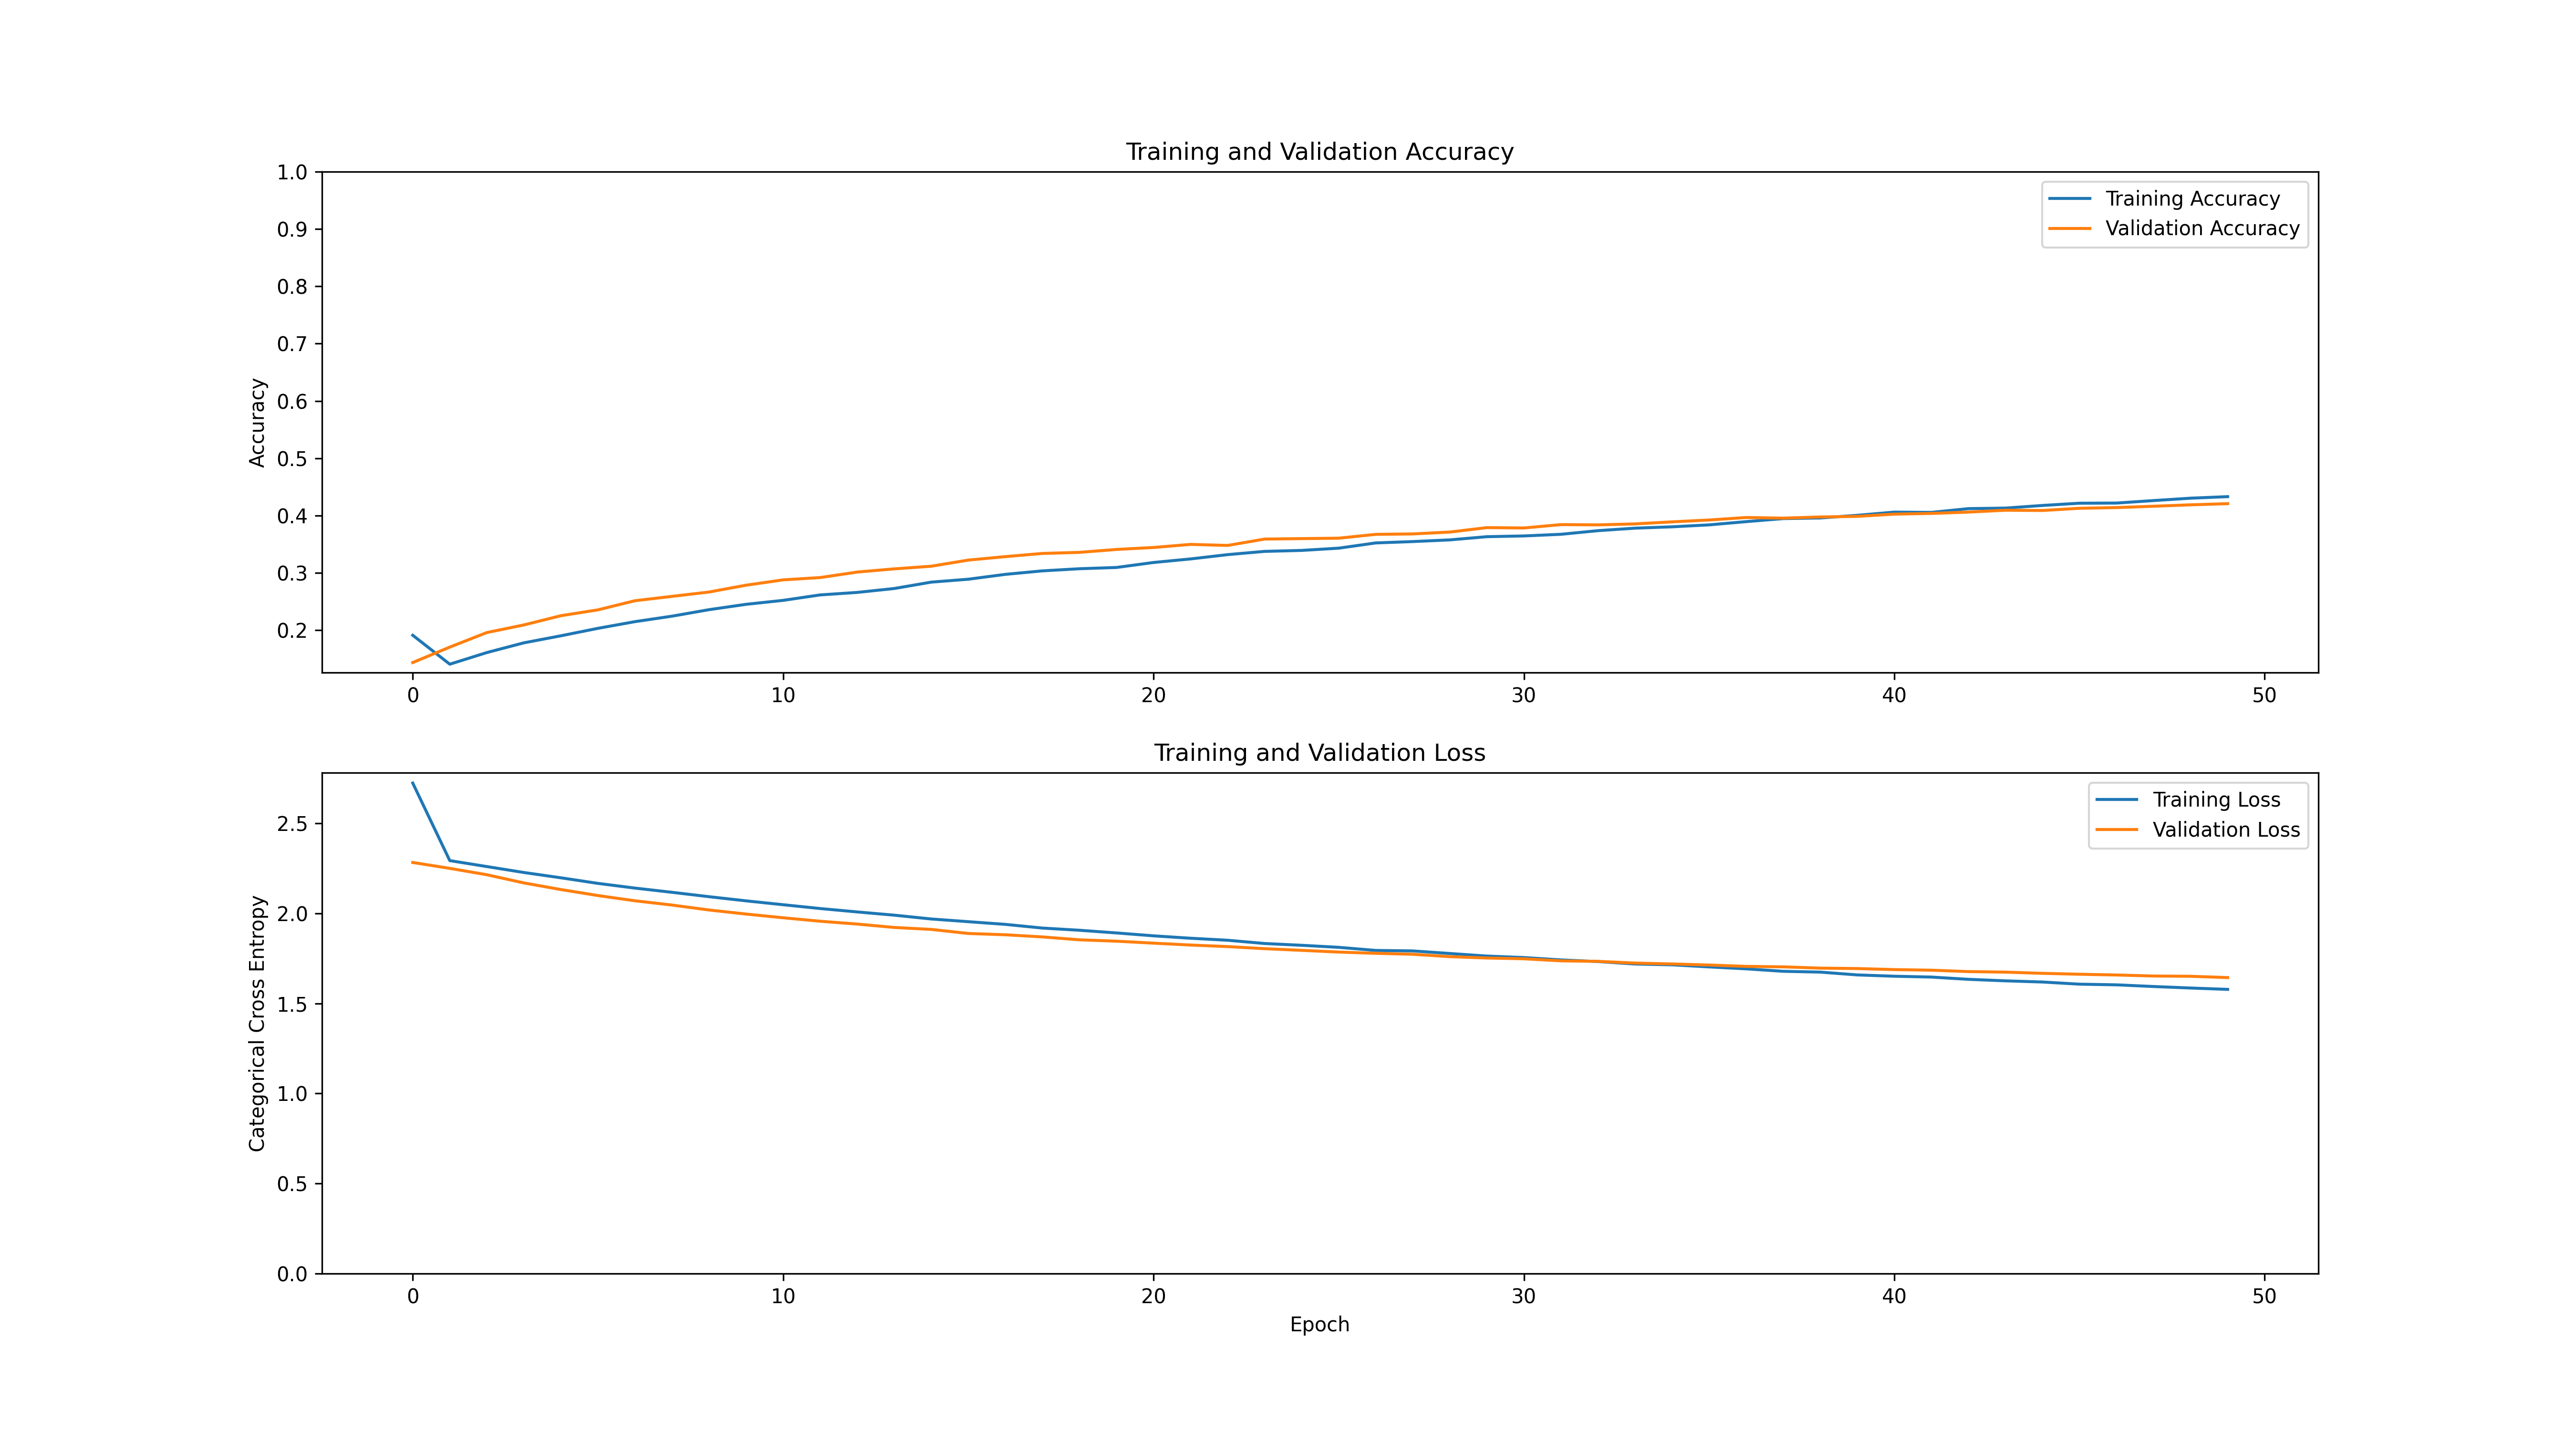 Training and Validation Accuracy
1.0
0.9
0.8
0.7
0.6
0.5
0.4
0.3
0.2
Accuracy
Training Accuracy
Validation Accuracy
0 10 20 30 40 50
Training and Validation Loss
2.5
2.0
1.5
1.0
0.5
0.0
Categorical Cross Entropy
Training Loss
Validation Loss
0 10 20 30 40 50
Epoch